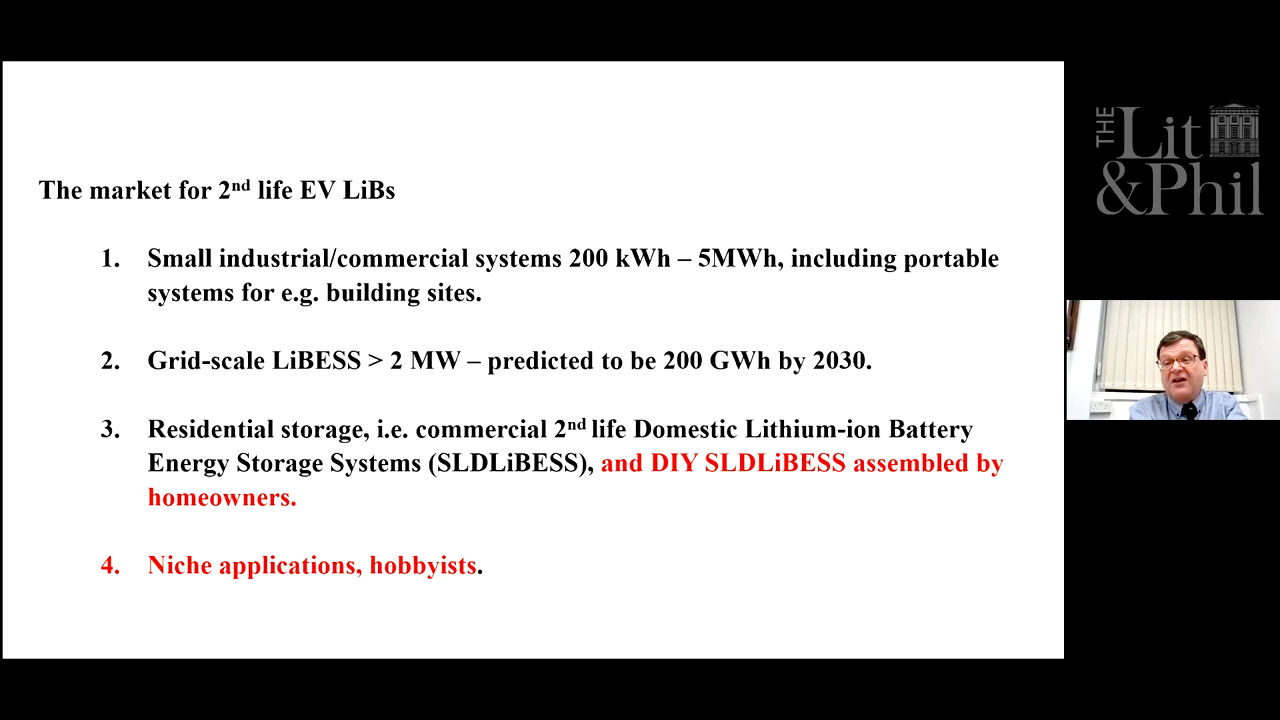 The market for 2nd life EV LiBs
1. Small industrial/commercial systems 200 kWh – 5MWh, including portable
systems for e.g. building sites.
2. Grid-scale LiBESS > 2 MW – predicted to be 200 GWh by 2030.
3. Residential storage, i.e. commercial 2nd life Domestic Lithium-ion Battery
Energy Storage Systems (SLDLiBESS), and DIY SLDLiBESS assembled by
homeowners.
4. Niche applications, hobbyists.
THE
Lit
&Phil